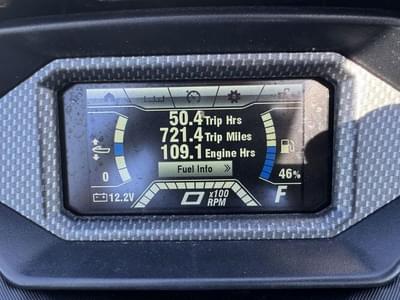 50.4 Trip Hrs
721.4 Trip Miles
109.1 Engine Hrs
Fuel Info >
0
46%
12.2V
0 x100
RPM
F